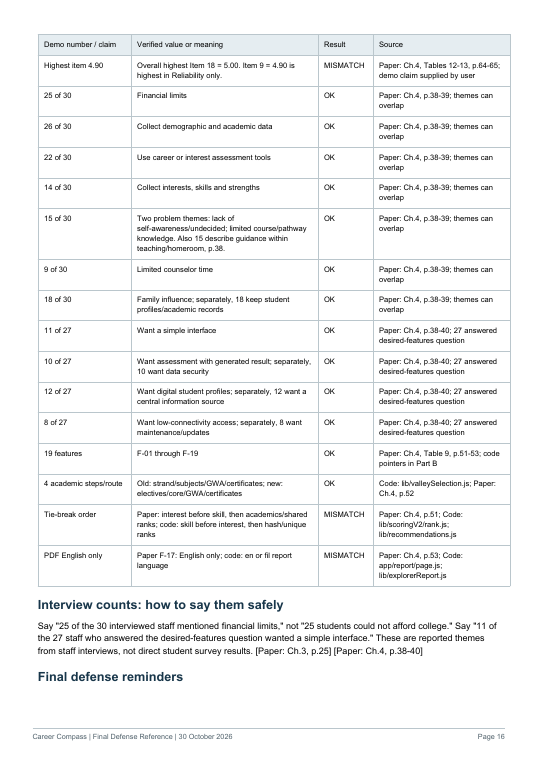 Demo number / claim Verified value or meaning Result Source
Highest item 4.90 Overall highest Item 18 = 5.00. Item 9 = 4.90 is MISMATCH Paper: Ch.4, Tables 12-13, p.64-65;
highest in Reliability only. demo claim supplied by user
25 of 30 Financial limits OK Paper: Ch.4, p.38-39; themes can
overlap
26 of 30 Collect demographic and academic data OK Paper: Ch.4, p.38-39; themes can
overlap
22 of 30 Use career or interest assessment tools OK Paper: Ch.4, p.38-39; themes can
overlap
14 of 30 Collect interests, skills and strengths OK Paper: Ch.4, p.38-39; themes can
overlap
15 of 30 Two problem themes: lack of OK Paper: Ch.4, p.38-39; themes can
self-awareness/undecided; limited course/pathway overlap
knowledge. Also 15 describe guidance within
teaching/homeroom, p.38.
9 of 30 Limited counselor time OK Paper: Ch.4, p.38-39; themes can
overlap
18 of 30 Family influence; separately, 18 keep student OK Paper: Ch.4, p.38-39; themes can
profiles/academic records overlap
11 of 27 Want a simple interface OK Paper: Ch.4, p.38-40; 27 answered
desired-features question
10 of 27 Want assessment with generated result; separately, OK Paper: Ch.4, p.38-40; 27 answered
10 want data security desired-features question
12 of 27 Want digital student profiles; separately, 12 want a OK Paper: Ch.4, p.38-40; 27 answered
central information source desired-features question
8 of 27 Want low-connectivity access; separately, 8 want OK Paper: Ch.4, p.38-40; 27 answered
maintenance/updates desired-features question
19 features F-01 through F-19 OK Paper: Ch.4, Table 9, p.51-53; code
pointers in Part B
4 academic steps/route Old: strand/subjects/GWA/certificates; new: OK Code: lib/valleySelection.js; Paper:
electives/core/GWA/certificates Ch.4, p.52
Tie-break order Paper: interest before skill, then academics/shared MISMATCH Paper: Ch.4, p.51; Code:
ranks; code: skill before interest, then hash/unique lib/scoringV2/rank.js;
ranks lib/recommendations.js
PDF English only Paper F-17: English only; code: en or fil report MISMATCH Paper: Ch.4, p.53; Code:
language app/report/page.js;
lib/explorerReport.js
Interview counts: how to say them safely
Say "25 of the 30 interviewed staff mentioned financial limits," not "25 students could not afford college." Say "11 of
the 27 staff who answered the desired-features question wanted a simple interface." These are reported themes
from staff interviews, not direct student survey results. [Paper: Ch.3, p.25] [Paper: Ch.4, p.38-40]
Final defense reminders
Career Compass | Final Defense Reference | 30 October 2026 Page 16